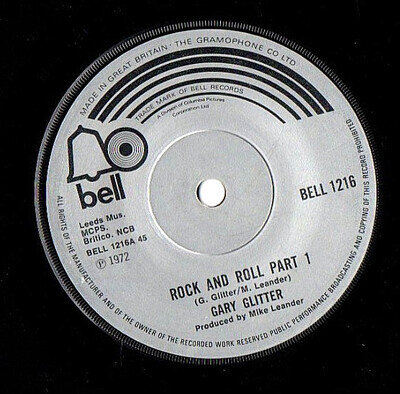 MADE IN GREAT BRITAIN · THE GRAMOPHONE CO LTD
TRADE MARK OF BELL RECORDS
A Division of Columbia Pictures
Corporation Ltd
bell
Leeds Mus.
MCPS.
Brilico, NCB
BELL 1216A 45
℗ 1972
BELL 1216
ROCK AND ROLL PART 1
(G. Glitter/M. Leander)
GARY GLITTER
Produced by Mike Leander
ALL RIGHTS OF THE MANUFACTURER AND OF THE OWNER OF THE RECORDED WORK RESERVED PUBLIC PERFORMANCE BROADCASTING AND COPYING OF THIS RECORD PROHIBITED